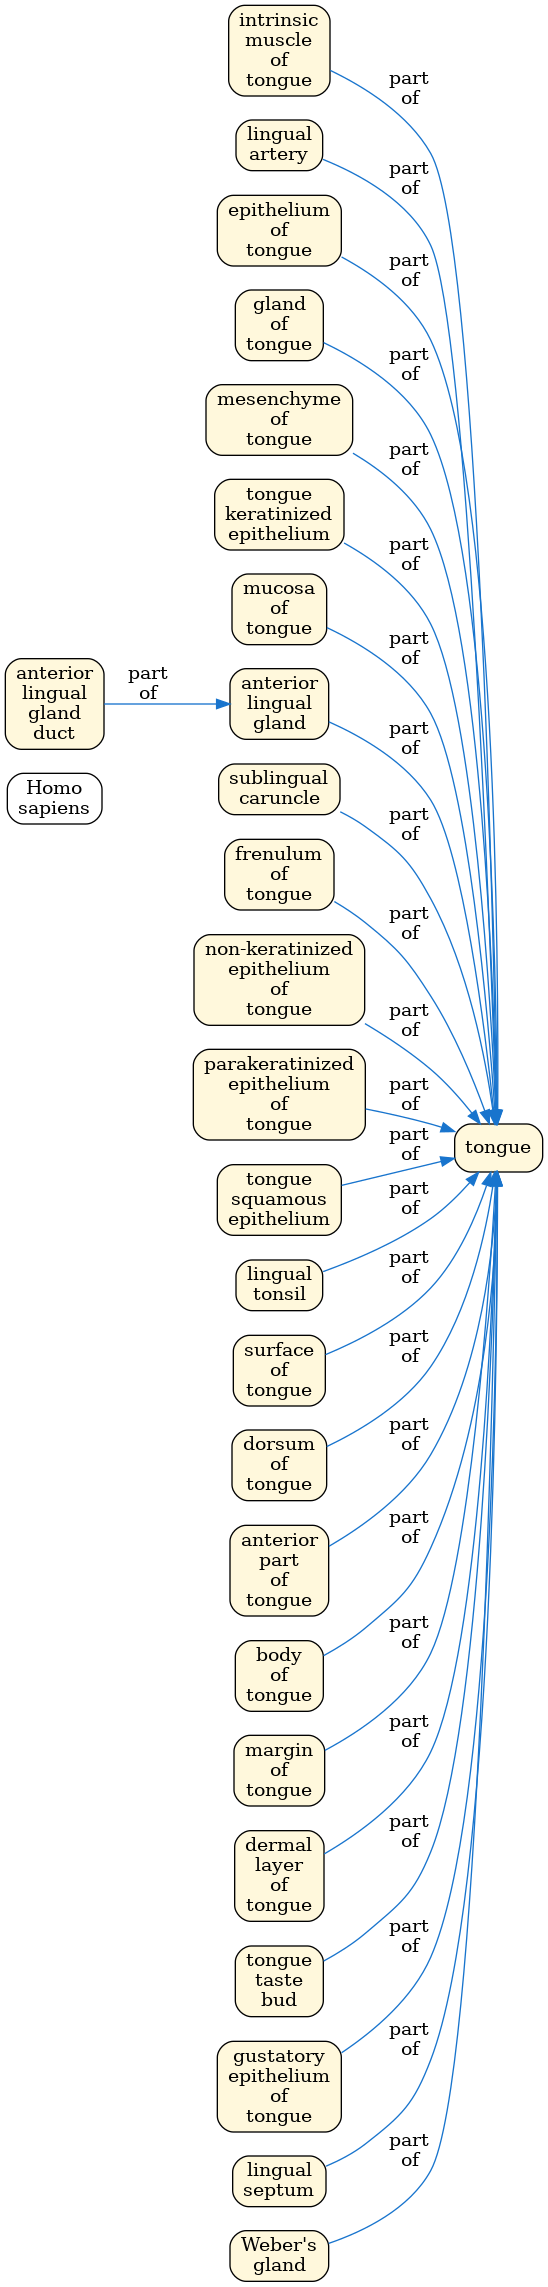 intrinsic
muscle
of
tongue
part
of
lingual
artery
part
of
epithelium
of
tongue
part
of
gland
of
tongue
part
of
mesenchyme
of
tongue
part
of
tongue
keratinized
epithelium
part
of
mucosa
of
tongue
part
of
anterior
lingual
gland
duct
part
of
anterior
lingual
gland
part
of
Homo
sapiens
sublingual
caruncle
part
of
frenulum
of
tongue
part
of
non-keratinized
epithelium
of
tongue
part
of
parakeratinized
epithelium
of
tongue
part
of
tongue
tongue
squamous
epithelium
part
of
lingual
tonsil
part
of
surface
of
tongue
part
of
dorsum
of
tongue
part
of
anterior
part
of
tongue
part
of
body
of
tongue
part
of
margin
of
tongue
part
of
dermal
layer
of
tongue
part
of
tongue
taste
bud
part
of
gustatory
epithelium
of
tongue
part
of
lingual
septum
part
of
Weber's
gland
part
of